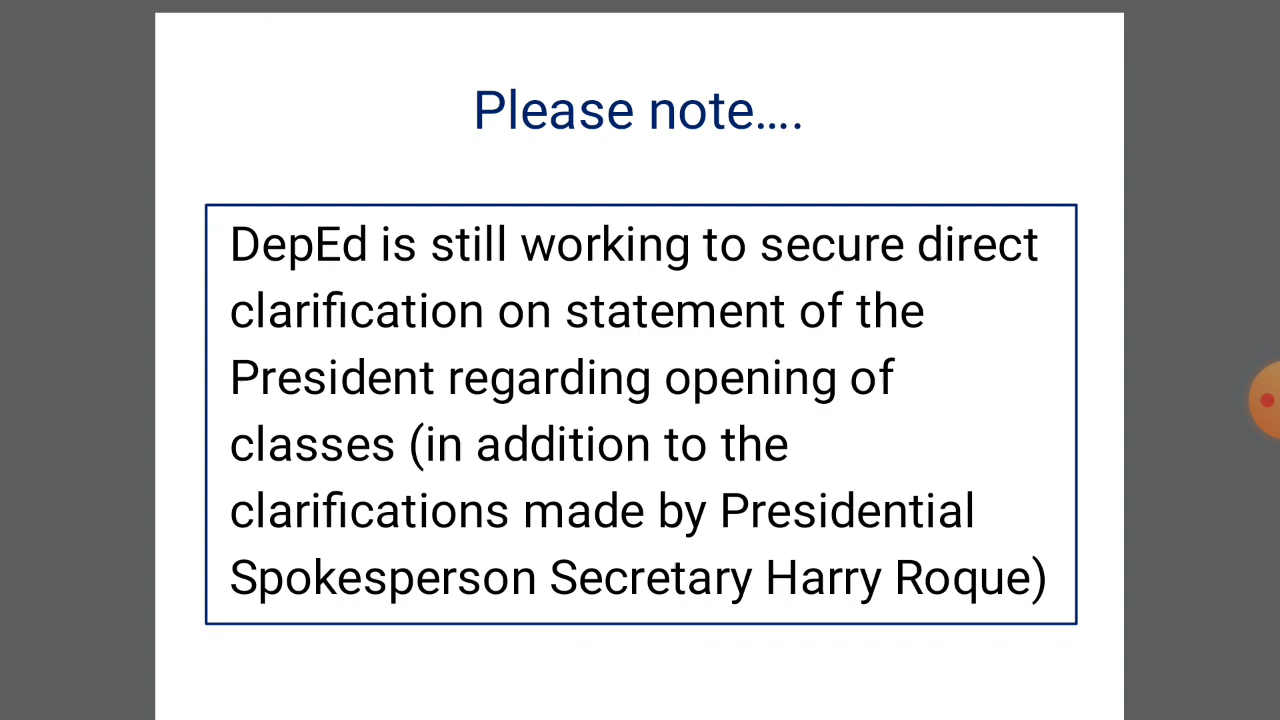 Please note....
DepEd is still working to secure direct
clarification on statement of the
President regarding opening of
classes (in addition to the
clarifications made by Presidential
Spokesperson Secretary Harry Roque)